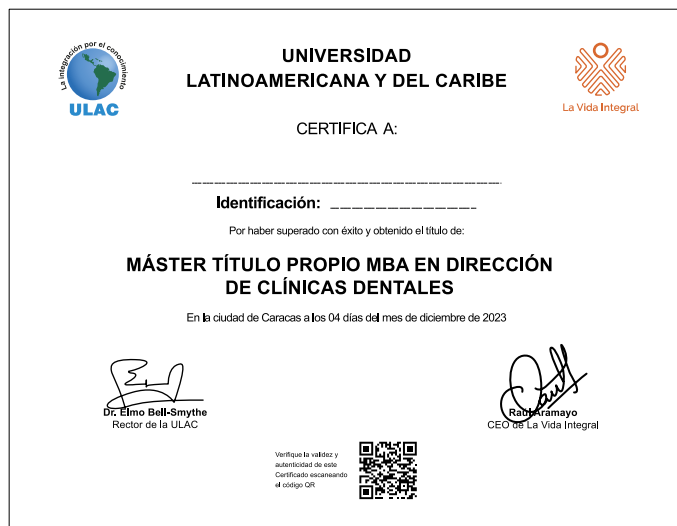 La integración por el conocimiento
ULAC
UNIVERSIDAD
LATINOAMERICANA Y DEL CARIBE
La Vida Integral
CERTIFICA A:
Identificación:
Por haber superado con éxito y obtenido el título de:
MÁSTER TÍTULO PROPIO MBA EN DIRECCIÓN
DE CLÍNICAS DENTALES
En la ciudad de Caracas a los 04 días del mes de diciembre de 2023
Dr. Elmo Bell-Smythe
Rector de la ULAC
Raúl Aramayo
CEO de La Vida Integral
Verifique la validez y
autenticidad de este
Certificado escaneando
el código QR